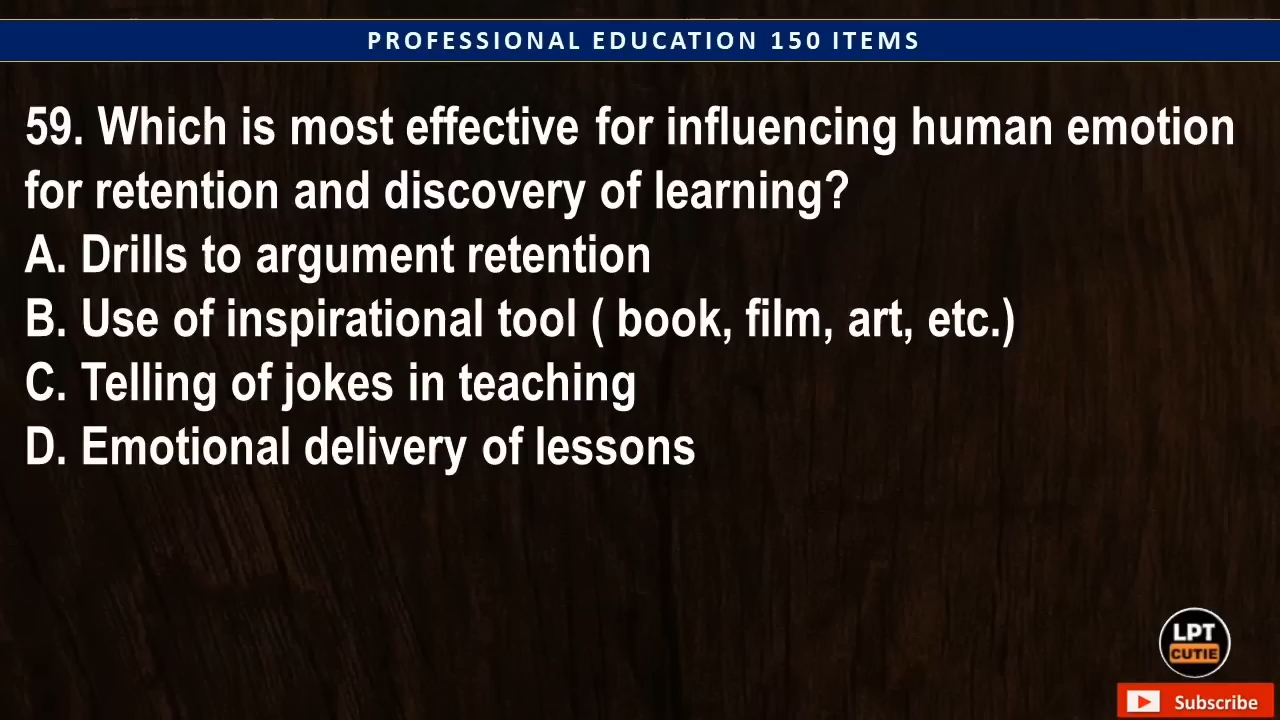 PROFESSIONAL EDUCATION 150 ITEMS
59. Which is most effective for influencing human emotion
for retention and discovery of learning?
A. Drills to argument retention
B. Use of inspirational tool ( book, film, art, etc.)
C. Telling of jokes in teaching
D. Emotional delivery of lessons
LPT
CUTIE
Subscribe